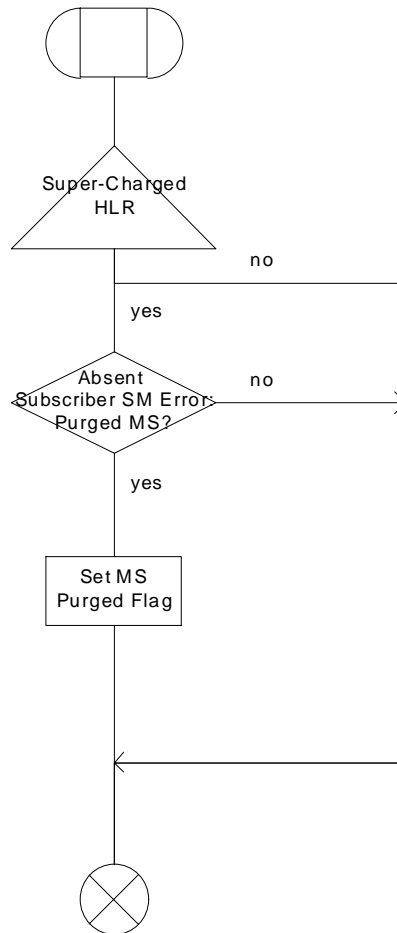 Super-Charged
HLR
no
yes
Absent
Subscriber SM Error:
Purged MS?
no
yes
Set MS
Purged Flag